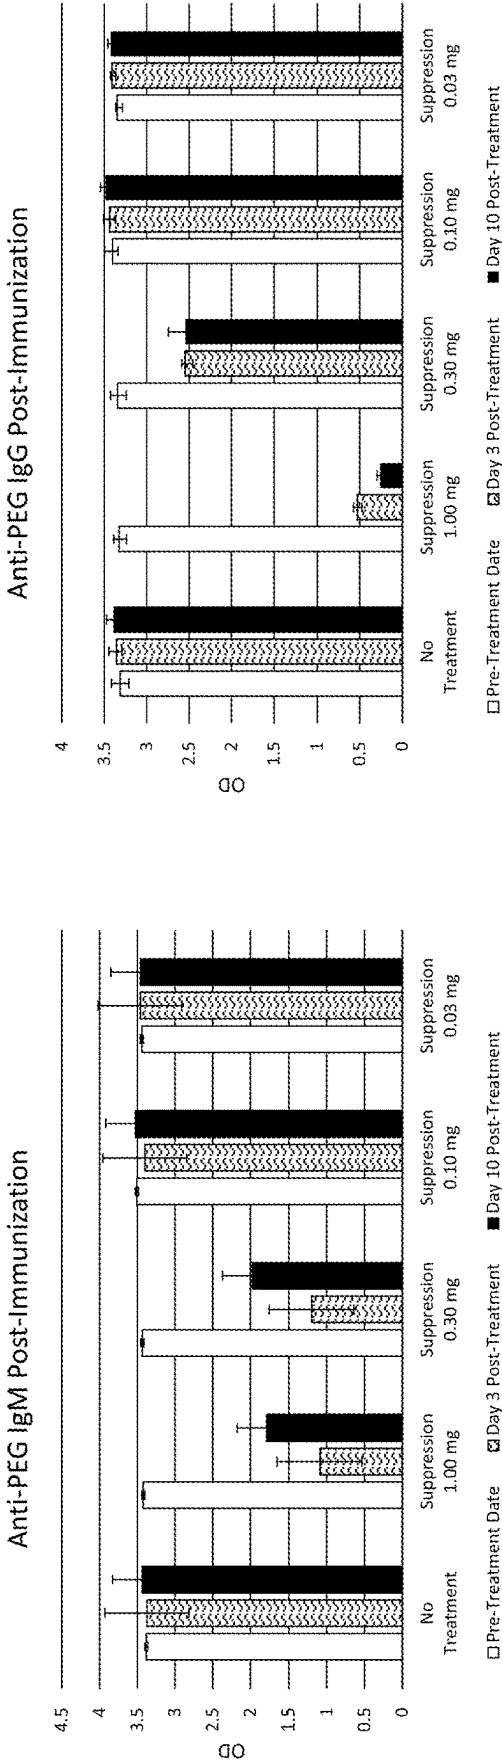 Anti-PEG IgM Post-Immunization
4.5
4
3.5
3
2.5
2
1.5
1
0.5
0
OD
No Treatment
Suppression 1.00 mg
Suppression 0.30 mg
Suppression 0.10 mg
Suppression 0.03 mg
Pre-Treatment Date
Day 3 Post-Treatment
Day 10 Post-Treatment
Anti-PEG IgG Post-Immunization
4
3.5
3
2.5
2
1.5
1
0.5
0
OD
No Treatment
Suppression 1.00 mg
Suppression 0.30 mg
Suppression 0.10 mg
Suppression 0.03 mg
Pre-Treatment Date
Day 3 Post-Treatment
Day 10 Post-Treatment